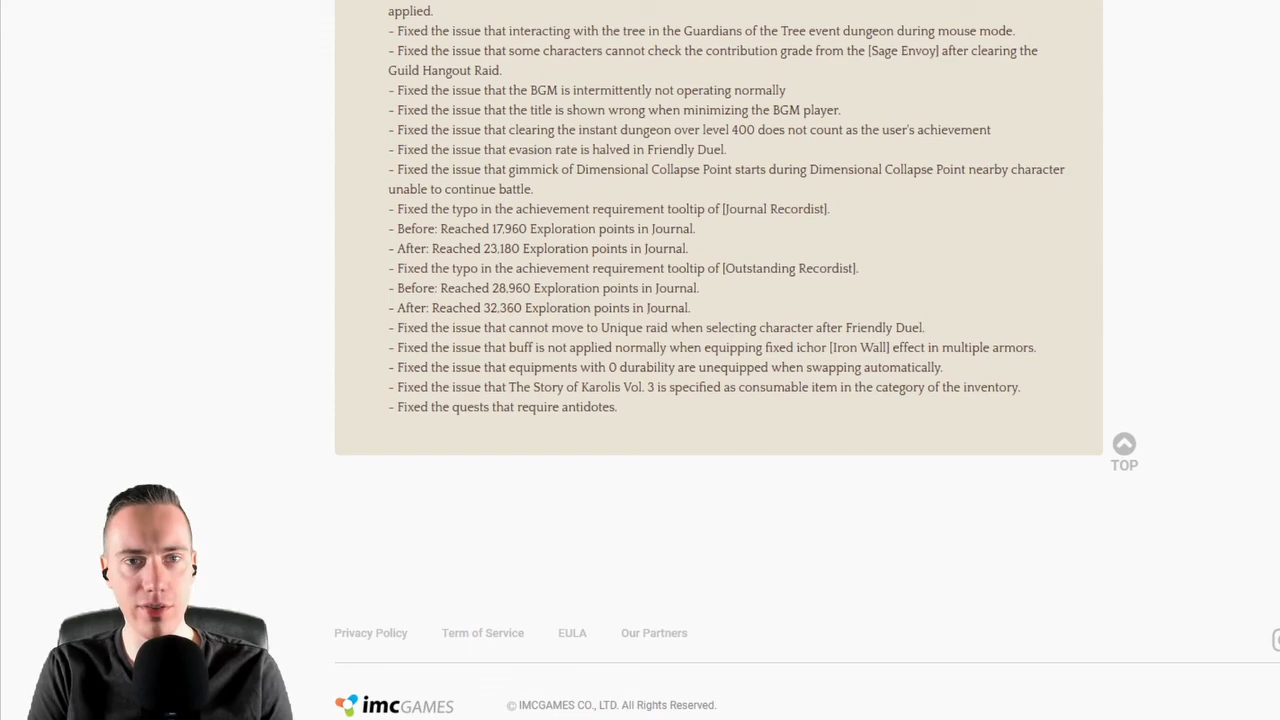 applied.
- Fixed the issue that interacting with the tree in the Guardians of the Tree event dungeon during mouse mode.
- Fixed the issue that some characters cannot check the contribution grade from the [Sage Envoy] after clearing the
Guild Hangout Raid.
- Fixed the issue that the BGM is intermittently not operating normally
- Fixed the issue that the title is shown wrong when minimizing the BGM player.
- Fixed the issue that clearing the instant dungeon over level 400 does not count as the user's achievement
- Fixed the issue that evasion rate is halved in Friendly Duel.
- Fixed the issue that gimmick of Dimensional Collapse Point starts during Dimensional Collapse Point nearby character
unable to continue battle.
- Fixed the typo in the achievement requirement tooltip of [Journal Recordist].
- Before: Reached 17,960 Exploration points in Journal.
- After: Reached 23,180 Exploration points in Journal.
- Fixed the typo in the achievement requirement tooltip of [Outstanding Recordist].
- Before: Reached 28,960 Exploration points in Journal.
- After: Reached 32,360 Exploration points in Journal.
- Fixed the issue that cannot move to Unique raid when selecting character after Friendly Duel.
- Fixed the issue that buff is not applied normally when equipping fixed ichor [Iron Wall] effect in multiple armors.
- Fixed the issue that equipments with 0 durability are unequipped when swapping automatically.
- Fixed the issue that The Story of Karolis Vol. 3 is specified as consumable item in the category of the inventory.
- Fixed the quests that require antidotes.
TOP
Privacy Policy Term of Service EULA Our Partners
imcGAMES © IMCGAMES CO., LTD. All Rights Reserved.